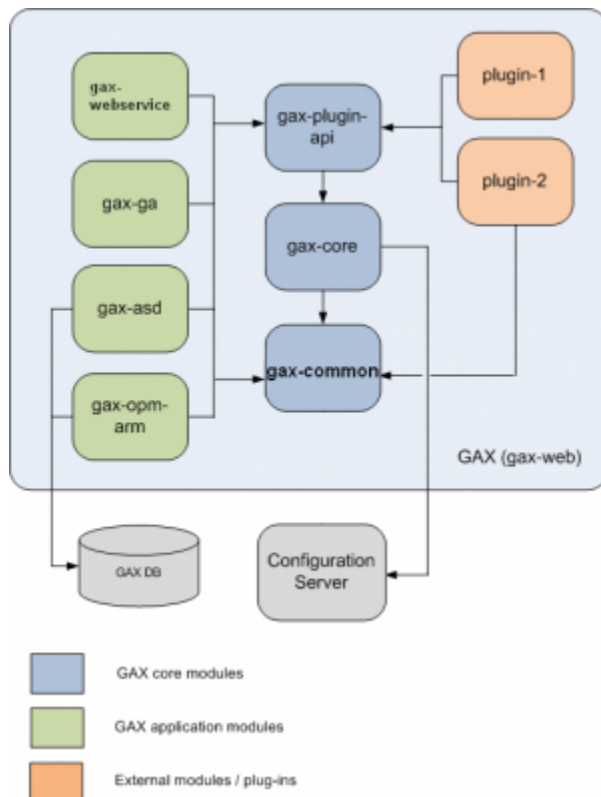 gax-
webservice
gax-plugin-
api
plugin-1
gax-ga
plugin-2
gax-core
gax-asd
gax-common
gax-opm-
arm
GAX (gax-web)
GAX DB
Configuration
Server
GAX core modules
GAX application modules
External modules / plug-ins